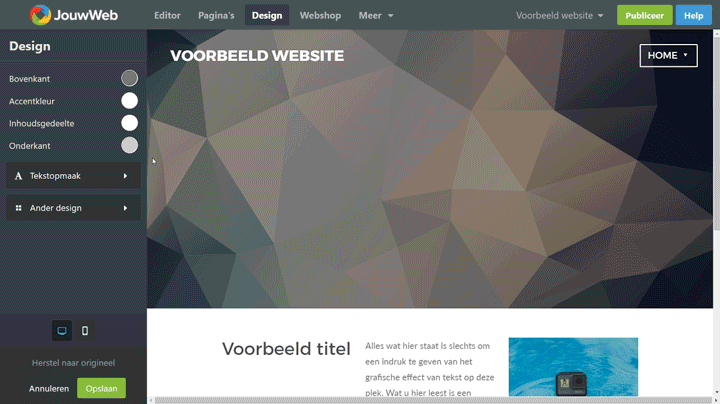 JouwWeb Editor Pagina's Design Webshop Meer Voorbeeld website Publiceer Help
Design
Bovenkant
Accentkleur
Inhoudsgedeelte
Onderkant
A Tekstopmaak
Ander design
Herstel naar origineel
Annuleren Opslaan
VOORBEELD WEBSITE
HOME
Voorbeeld titel
Alles wat hier staat is slechts om
een indruk te geven van het
grafische effect van tekst op deze
plek. Wat u hier leest is een